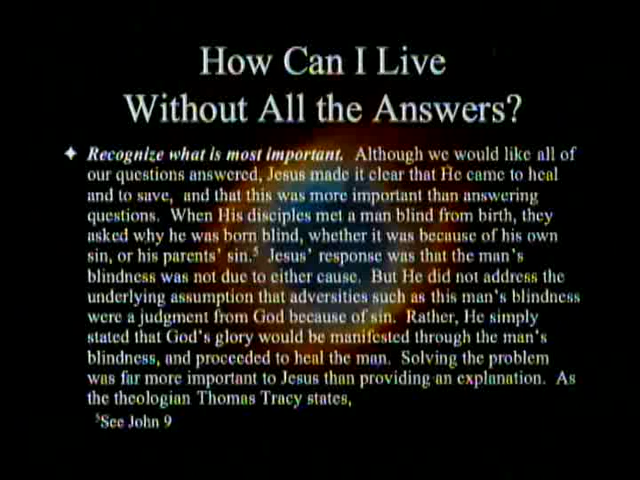 How Can I Live
Without All the Answers?
Recognize what is most important. Although we would like all of
our questions answered, Jesus made it clear that He came to heal
and to save, and that this was more important than answering
questions. When His disciples met a man blind from birth, they
asked why he was born blind, whether it was because of his own
sin, or his parents' sin.⁵ Jesus' response was that the man's
blindness was not due to either cause. But He did not address the
underlying assumption that adversities such as this man's blindness
were a judgment from God because of sin. Rather, He simply
stated that God's glory would be manifested through the man's
blindness, and proceeded to heal the man. Solving the problem
was far more important to Jesus than providing an explanation. As
the theologian Thomas Tracy states,
⁵See John 9